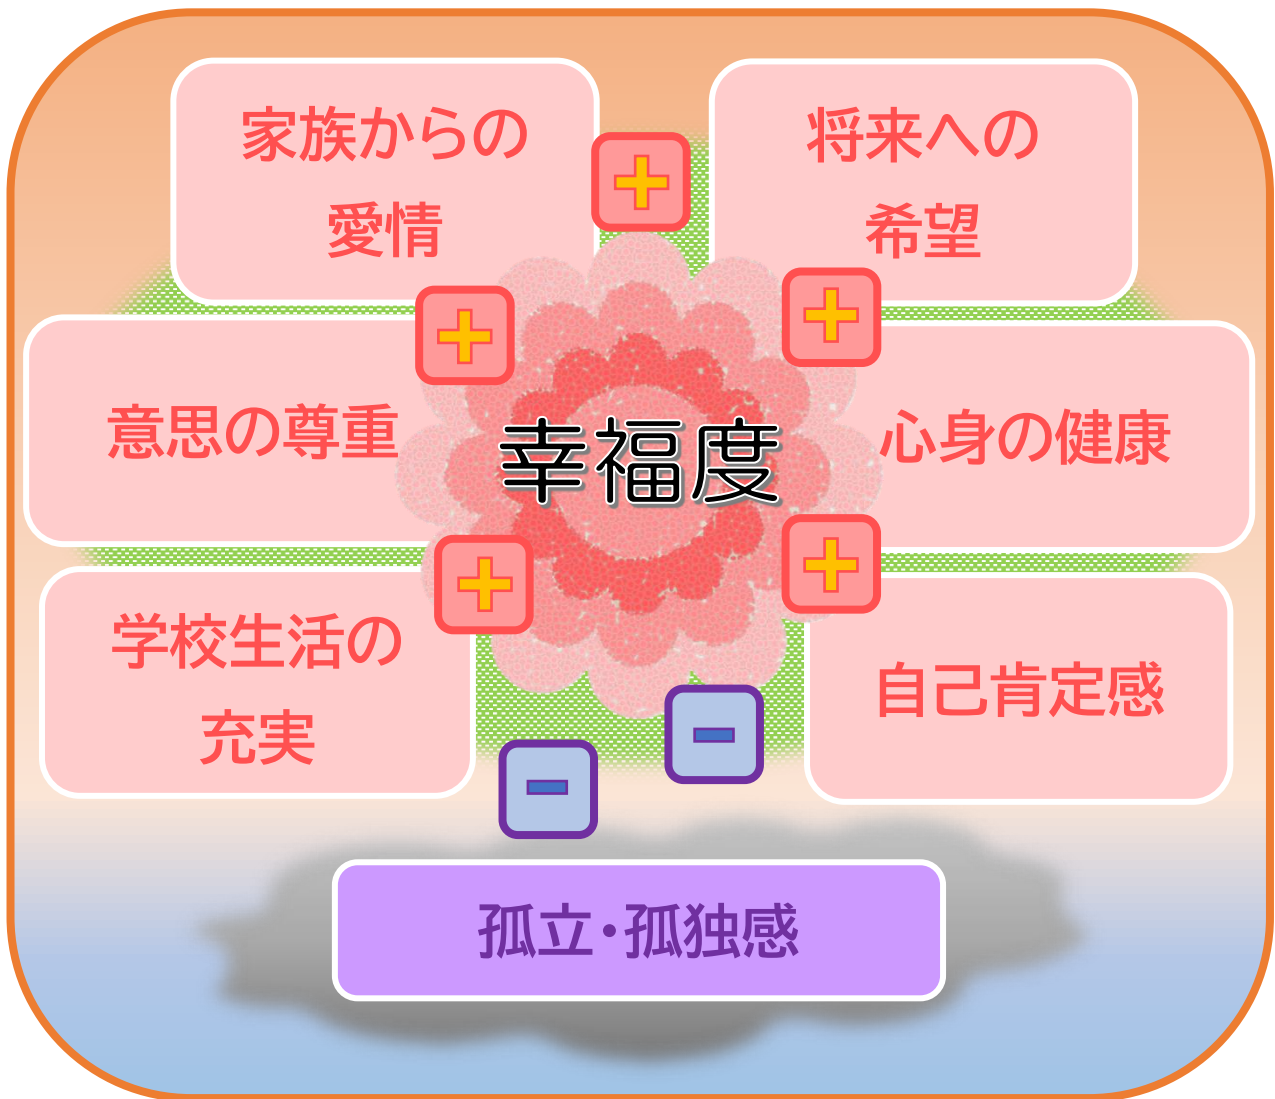 家族からの
愛情
将来への
希望
+
+
+
意思の尊重
幸福度
心身の健康
+
+
学校生活の
充実
自己肯定感
-
-
孤立・孤独感